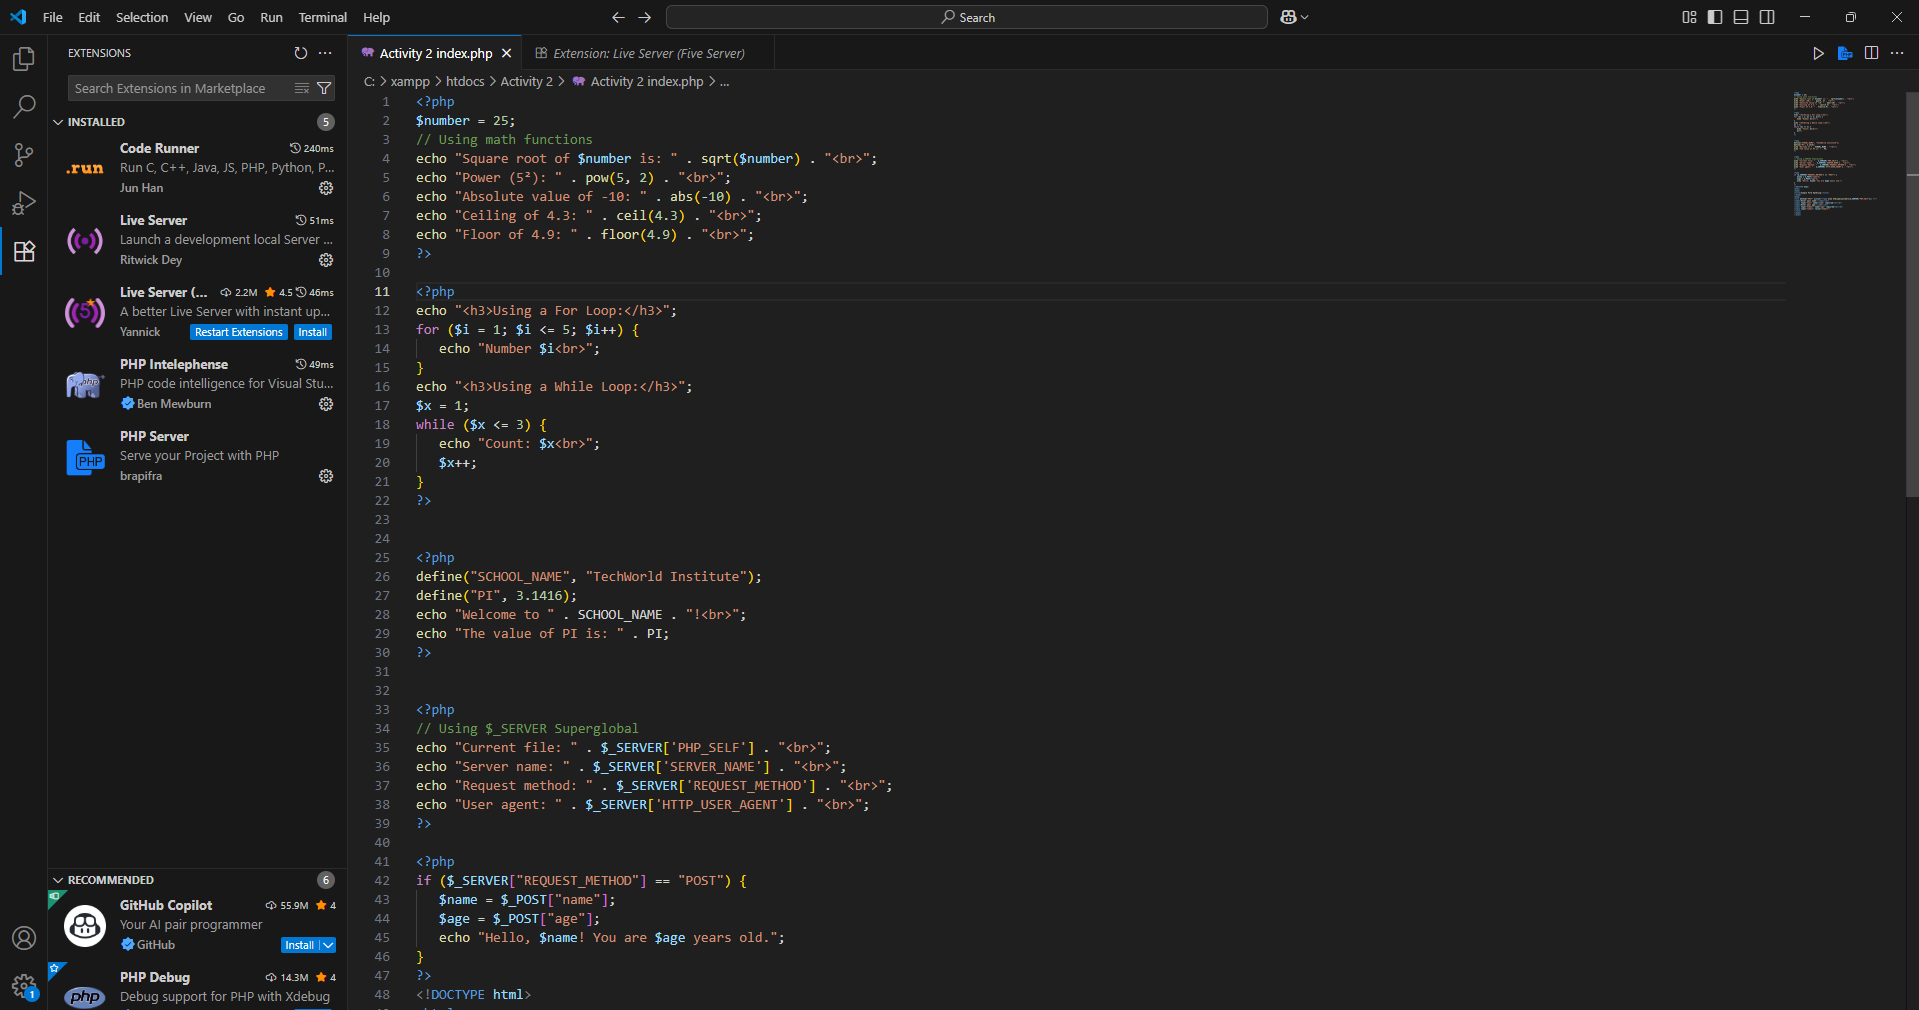 File Edit Selection View Go Run Terminal Help
Search
EXTENSIONS
Search Extensions in Marketplace
INSTALLED 5
Code Runner 240ms
Run C, C++, Java, JS, PHP, Python, P...
Jun Han
.run
Live Server 51ms
Launch a development local Server ...
Ritwick Dey
Live Server (... 2.2M 4.5 46ms
A better Live Server with instant up...
Yannick Restart Extensions Install
PHP Intelephense 49ms
PHP code intelligence for Visual Stu...
Ben Mewburn
PHP Server
Serve your Project with PHP
brapifra
PHP
RECOMMENDED 6
GitHub Copilot 55.9M 4
Your AI pair programmer
GitHub Install
PHP Debug 14.3M 4
Debug support for PHP with Xdebug
php
1
Activity 2 index.php Extension: Live Server (Five Server)
C: > xampp > htdocs > Activity 2 > Activity 2 index.php > ...
1 <?php
2 $number = 25;
3 // Using math functions
4 echo "Square root of $number is: " . sqrt($number) . "<br>";
5 echo "Power (5²): " . pow(5, 2) . "<br>";
6 echo "Absolute value of -10: " . abs(-10) . "<br>";
7 echo "Ceiling of 4.3: " . ceil(4.3) . "<br>";
8 echo "Floor of 4.9: " . floor(4.9) . "<br>";
9 ?>
10
11 <?php
12 echo "<h3>Using a For Loop:</h3>";
13 for ($i = 1; $i <= 5; $i++) {
14 echo "Number $i<br>";
15 }
16 echo "<h3>Using a While Loop:</h3>";
17 $x = 1;
18 while ($x <= 3) {
19 echo "Count: $x<br>";
20 $x++;
21 }
22 ?>
23
24
25 <?php
26 define("SCHOOL_NAME", "TechWorld Institute");
27 define("PI", 3.1416);
28 echo "Welcome to " . SCHOOL_NAME . "!<br>";
29 echo "The value of PI is: " . PI;
30 ?>
31
32
33 <?php
34 // Using $_SERVER Superglobal
35 echo "Current file: " . $_SERVER['PHP_SELF'] . "<br>";
36 echo "Server name: " . $_SERVER['SERVER_NAME'] . "<br>";
37 echo "Request method: " . $_SERVER['REQUEST_METHOD'] . "<br>";
38 echo "User agent: " . $_SERVER['HTTP_USER_AGENT'] . "<br>";
39 ?>
40
41 <?php
42 if ($_SERVER["REQUEST_METHOD"] == "POST") {
43 $name = $_POST["name"];
44 $age = $_POST["age"];
45 echo "Hello, $name! You are $age years old.";
46 }
47 ?>
48 <!DOCTYPE html>